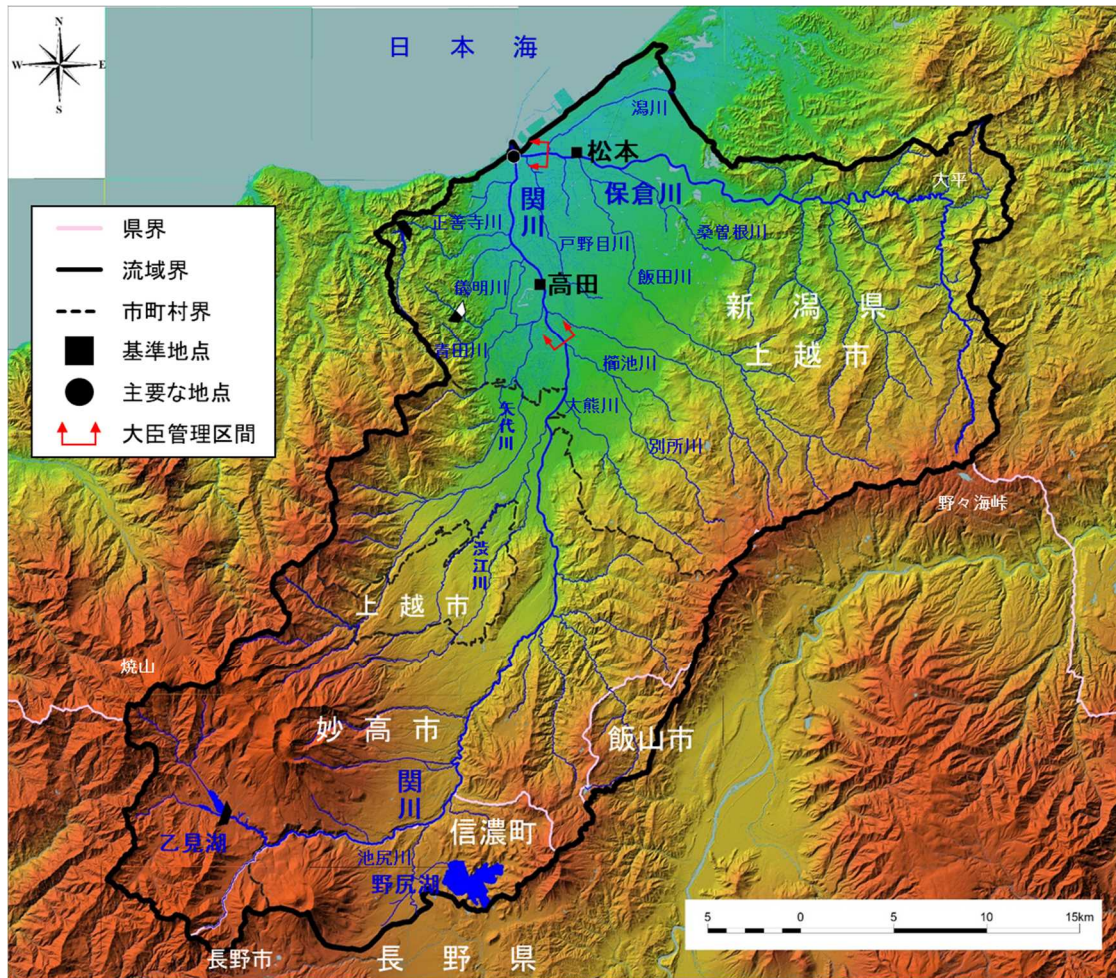 N
W
E
S
日本海
潟川
松本
保倉川
大平
関川
正善寺川
戸野目川
桑曽根川
飯田川
儀明川
高田
新潟県
上越市
青田川
櫛池川
大熊川
矢代川
別所川
野々海峠
渋江川
上越市
焼山
妙高市
飯山市
関川
信濃町
乙見湖
池尻川
野尻湖
長野市
長野県
県界
流域界
市町村界
基準地点
主要な地点
大臣管理区間
5 0 5 10 15km